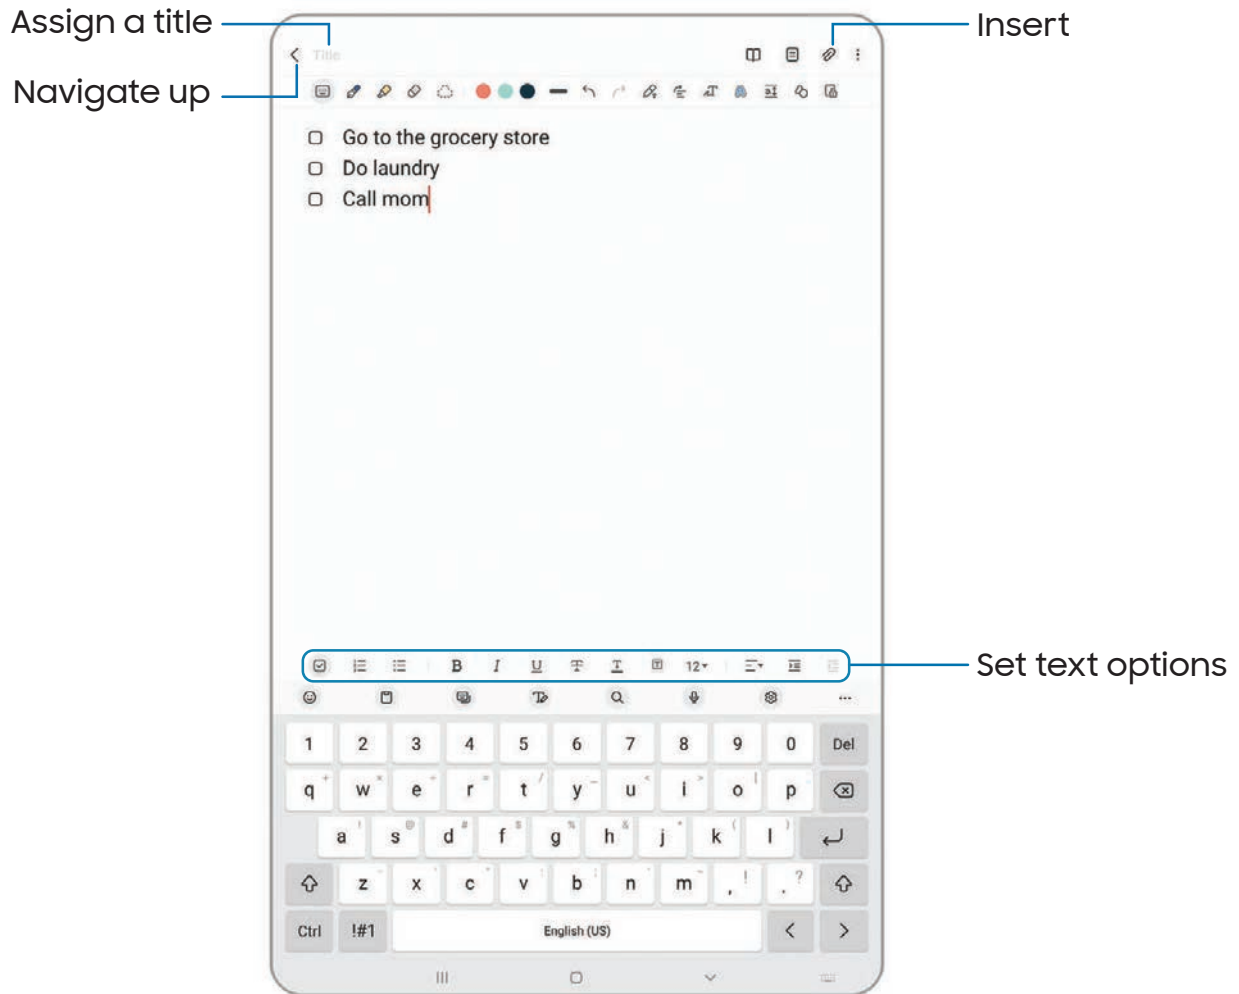 Assign a title
Insert
Title
Navigate up
Go to the grocery store
Do laundry
Call mom
B I U T T T 12
Set text options
1 2 3 4 5 6 7 8 9 0 Del
q w e r t y u i o p
a s d f g h j k l
z x c v b n m , ! . ?
Ctrl !#1 English (US) < >